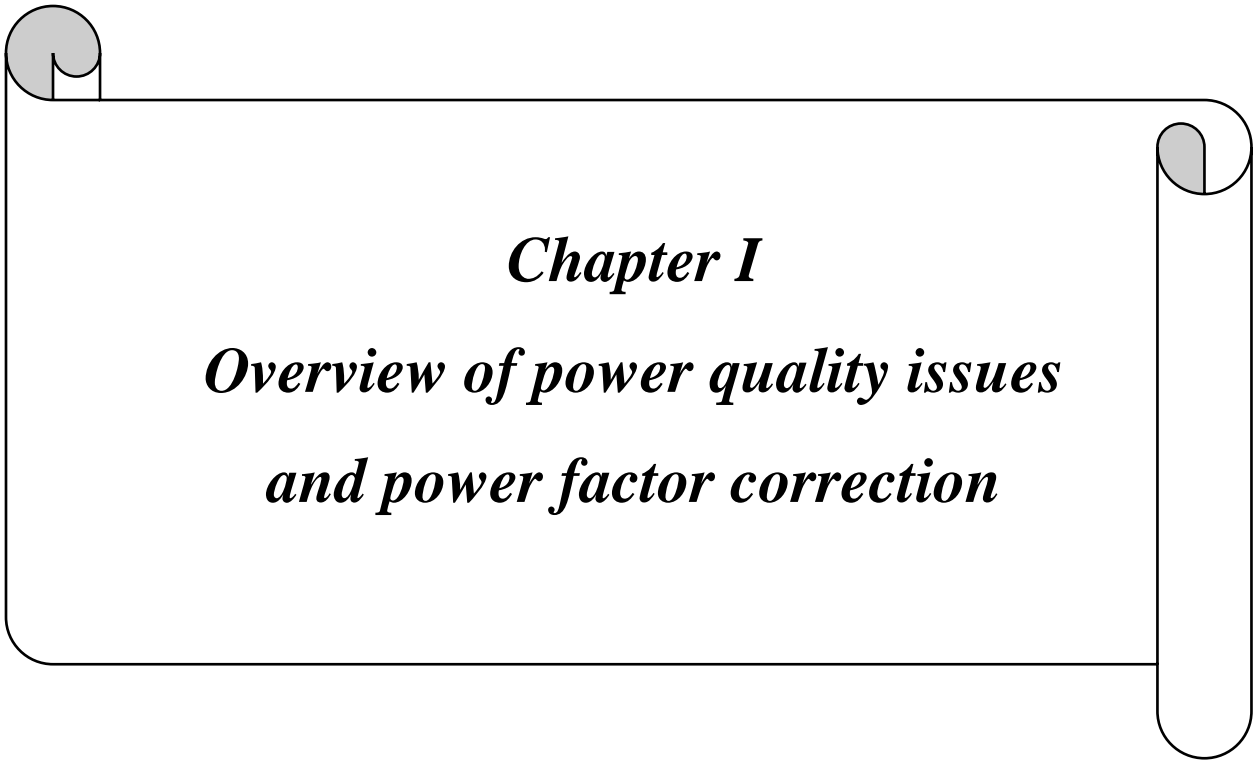 Chapter I
Overview of power quality issues
and power factor correction